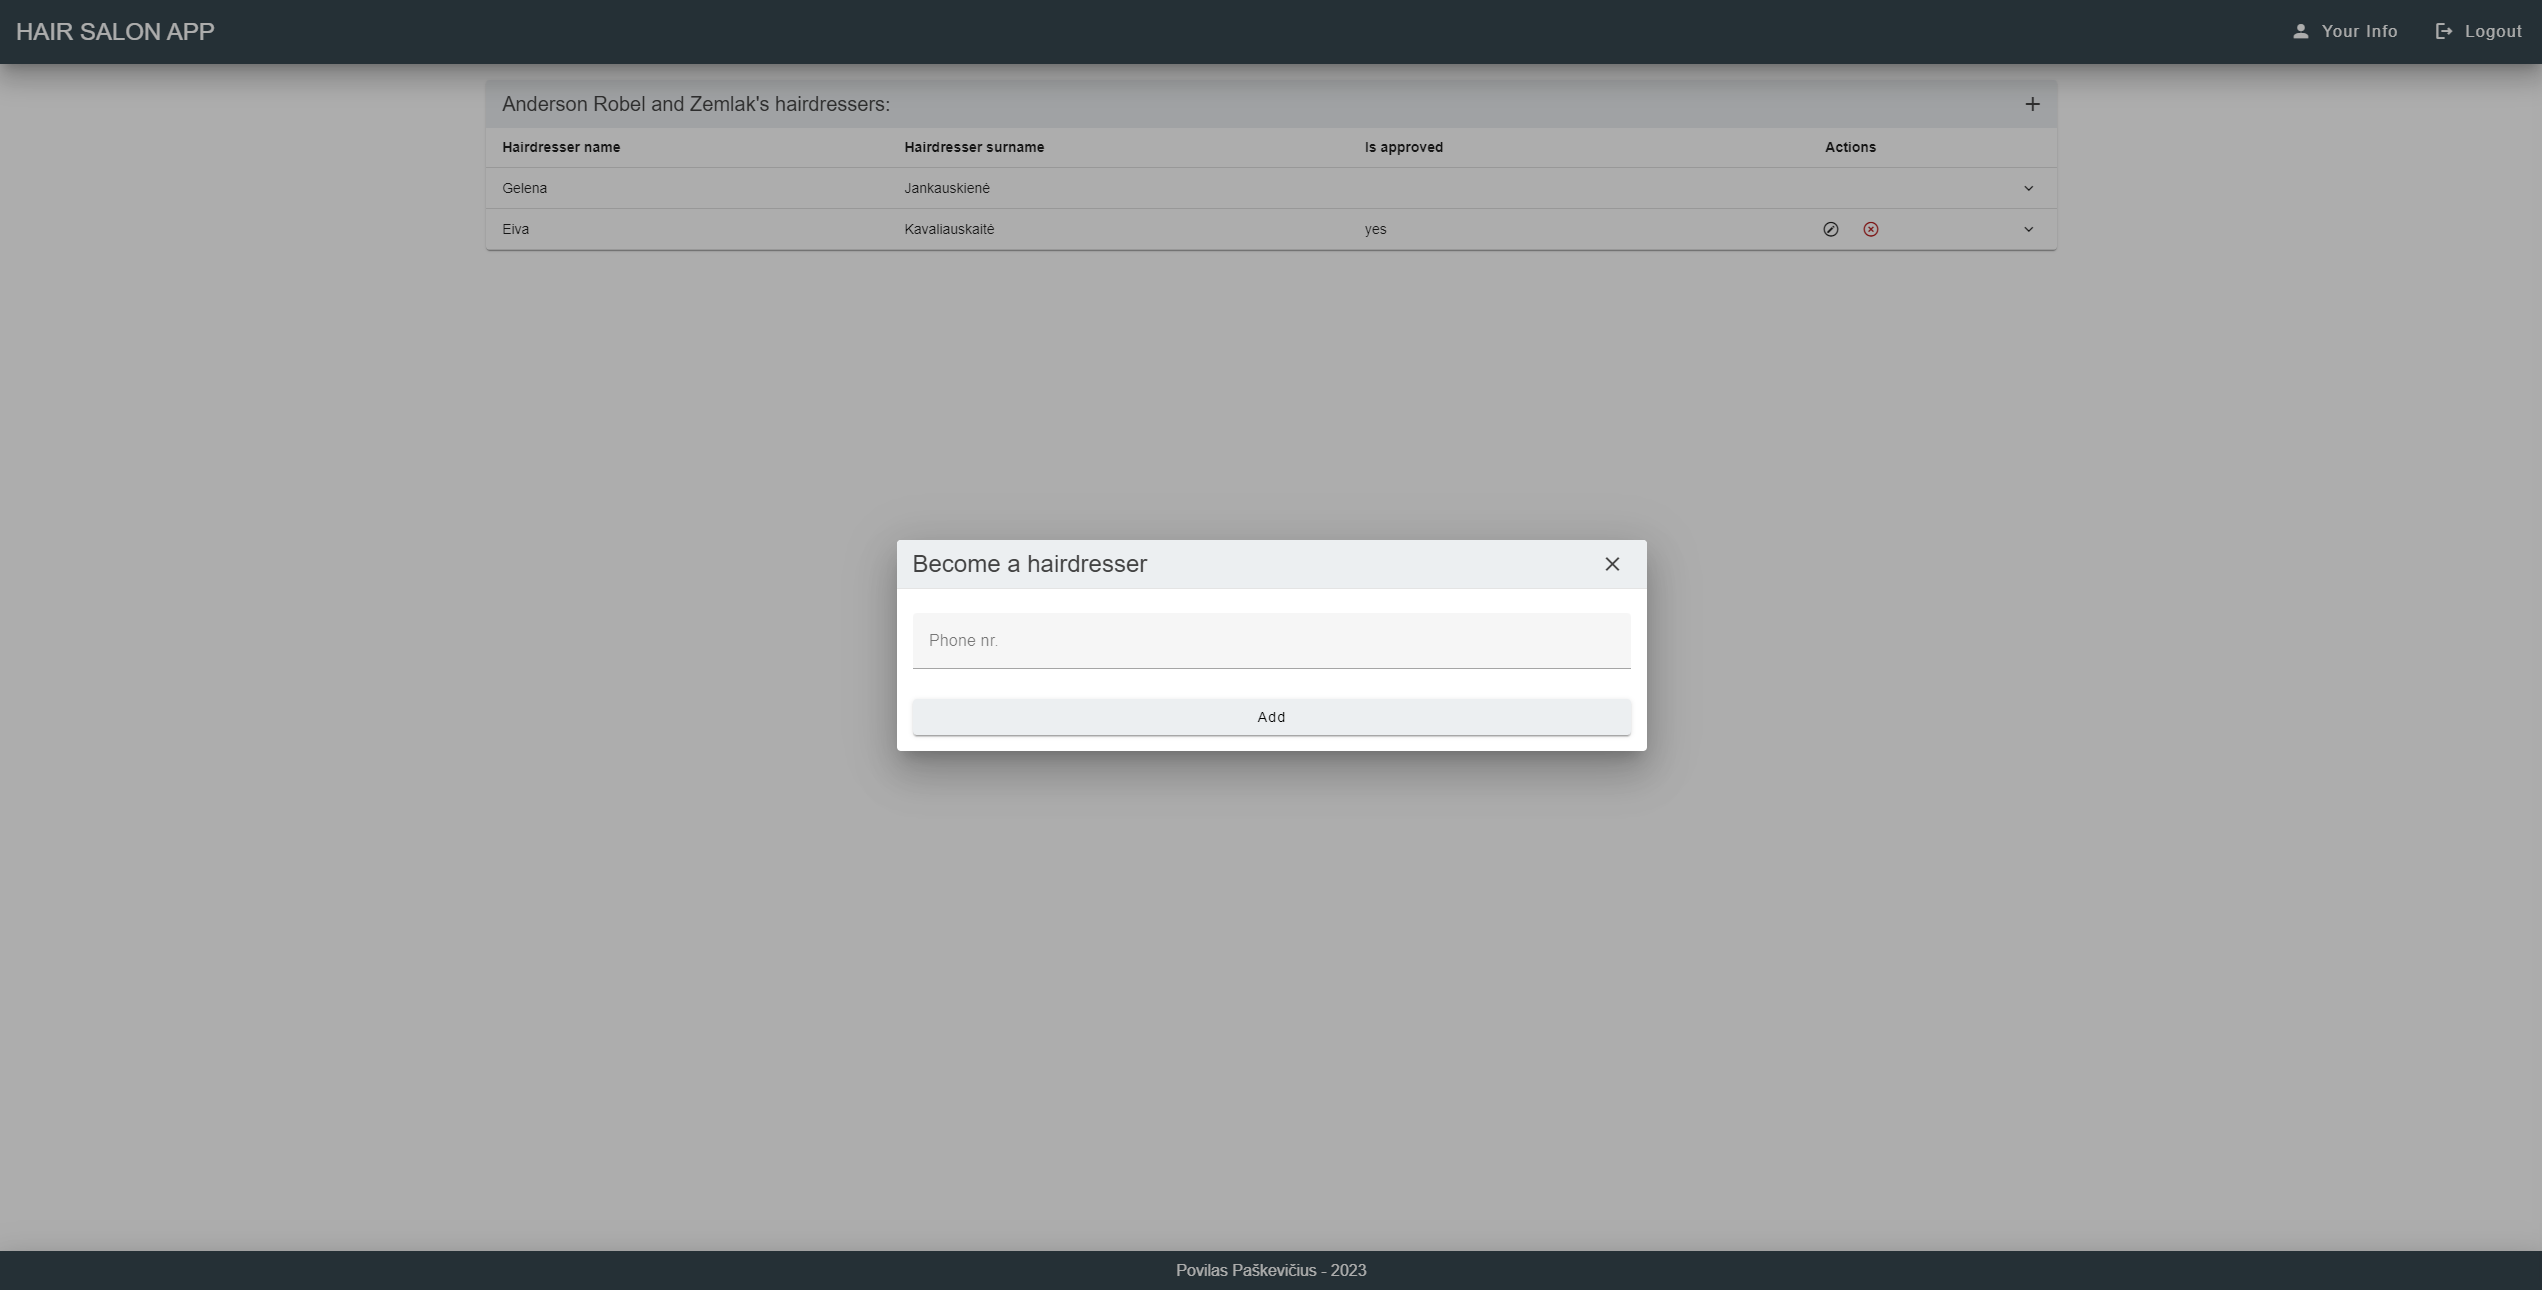 HAIR SALON APP
Your Info
Logout
Anderson Robel and Zemlak's hairdressers:
Hairdresser name Hairdresser surname Is approved Actions
Gelena Jankauskienė
Eiva Kavaliauskaitė yes
Become a hairdresser
Phone nr.
Add
Povilas Paškevičius - 2023